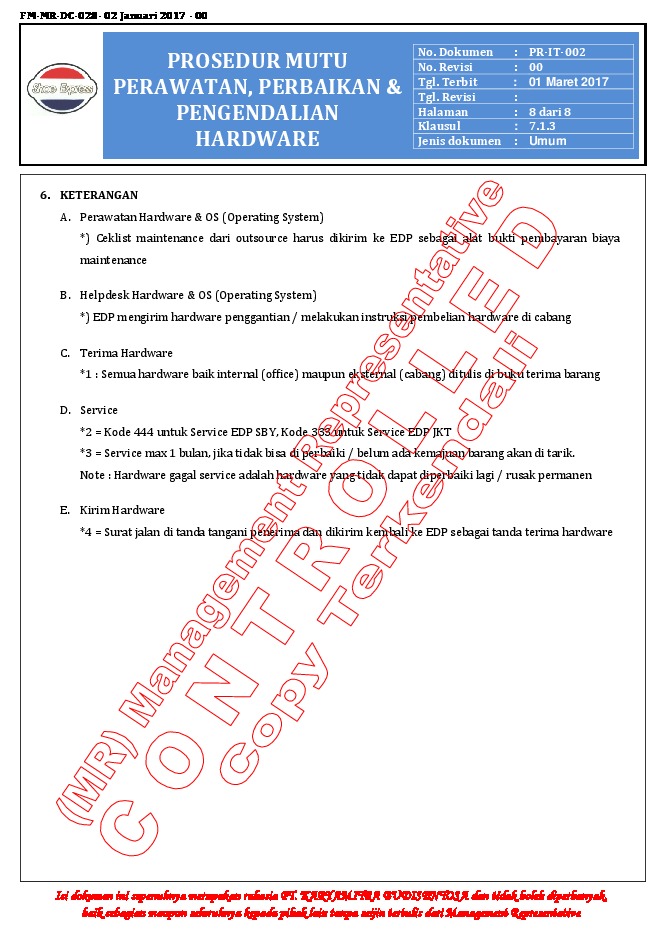 FM-MR-DC-028- 02 Januari 2017 - 00
Shoes Express
PROSEDUR MUTU
PERAWATAN, PERBAIKAN &
PENGENDALIAN
HARDWARE
No. Dokumen : PR-IT-002
No. Revisi : 00
Tgl. Terbit : 01 Maret 2017
Tgl. Revisi :
Halaman : 8 dari 8
Klausul : 7.1.3
Jenis dokumen : Umum
6. KETERANGAN
A. Perawatan Hardware & OS (Operating System)
*) Ceklist maintenance dari outsource harus dikirim ke EDP sebagai alat bukti pembayaran biaya
maintenance
B. Helpdesk Hardware & OS (Operating System)
*) EDP mengirim hardware penggantian / melakukan instruksi pembelian hardware di cabang
C. Terima Hardware
*1 : Semua hardware baik internal (office) maupun eksternal (cabang) ditulis di buku terima barang
D. Service
*2 = Kode 444 untuk Service EDP SBY, Kode 333 untuk Service EDP JKT
*3 = Service max 1 bulan, jika tidak bisa di perbaiki / belum ada kemajuan barang akan di tarik.
Note : Hardware gagal service adalah hardware yang tidak dapat diperbaiki lagi / rusak permanen
E. Kirim Hardware
*4 = Surat jalan di tanda tangani penerima dan dikirim kembali ke EDP sebagai tanda terima hardware
(MR) Management Representative
CONTROLLED
Copy Terkendali
Isi dokumen ini sepenuhnya merupakan rahasia PT. KARYAMITRA BUDISENTOSA dan tidak boleh diperbanyak,
baik sebagian maupun seluruhnya kepada pihak lain tanpa seijin tertulis dari Management Representative